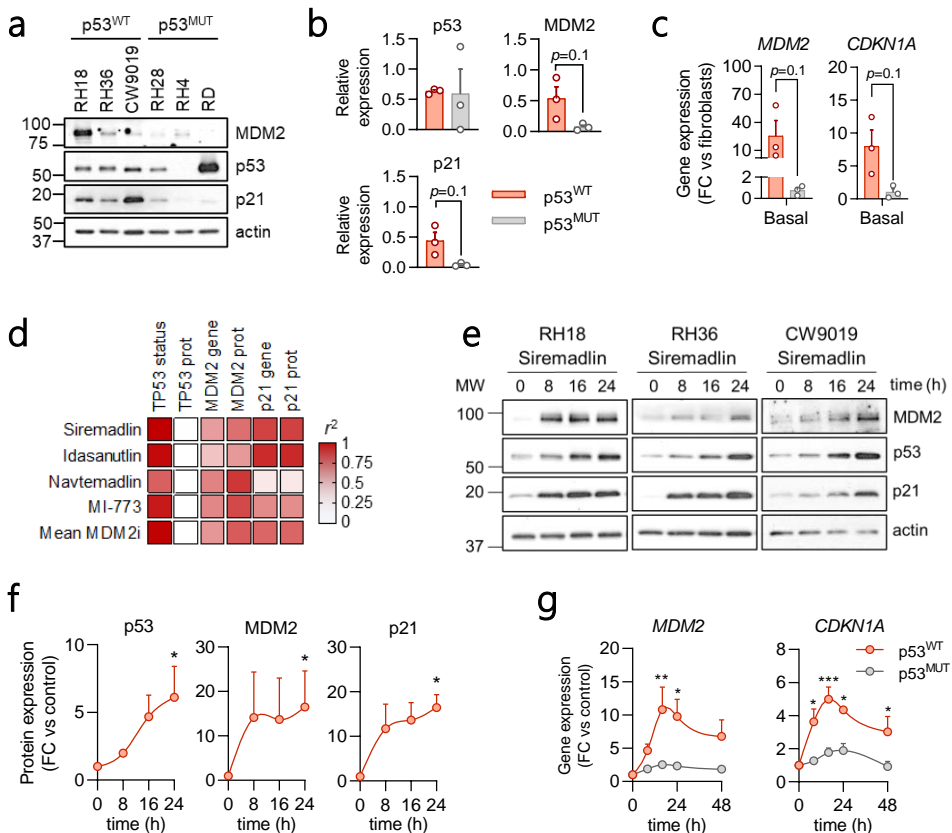 a
p53WT p53MUT
RH18 RH36 CW9019 RH28 RH4 RD
100
75
MDM2
p53
20
p21
50
37
actin
b
p53
MDM2
Relative expression
1.5
1.0
0.5
0.0
1.5
1.0
0.5
0.0
p=0.1
p21
Relative expression
1.5
1.0
0.5
0.0
p=0.1
p53WT
p53MUT
c
MDM2
CDKN1A
Gene expression
(FC vs fibroblasts)
100
70
40
10
2
0
p=0.1
Basal
20
15
10
5
0
p=0.1
Basal
d
TP53 status
TP53 prot
MDM2 gene
MDM2 prot
p21 gene
p21 prot
Siremadlin
Idasanutlin
Navtemadlin
MI-773
Mean MDM2i
r2
1
0.75
0.5
0.25
0
e
RH18 RH36 CW9019
Siremadlin Siremadlin Siremadlin
MW 0 8 16 24 0 8 16 24 0 8 16 24 time (h)
100
MDM2
50
p53
20
p21
37
actin
f
p53
MDM2
p21
Protein expression
(FC vs control)
10
5
0
*
0 8 16 24
time (h)
30
20
10
0
*
0 8 16 24
time (h)
30
20
10
0
*
0 8 16 24
time (h)
g
MDM2
CDKN1A
Gene expression
(FC vs control)
20
15
10
5
0
**
*
0 24 48
time (h)
8
6
4
2
0
*
***
*
*
0 24 48
time (h)
p53WT
p53MUT